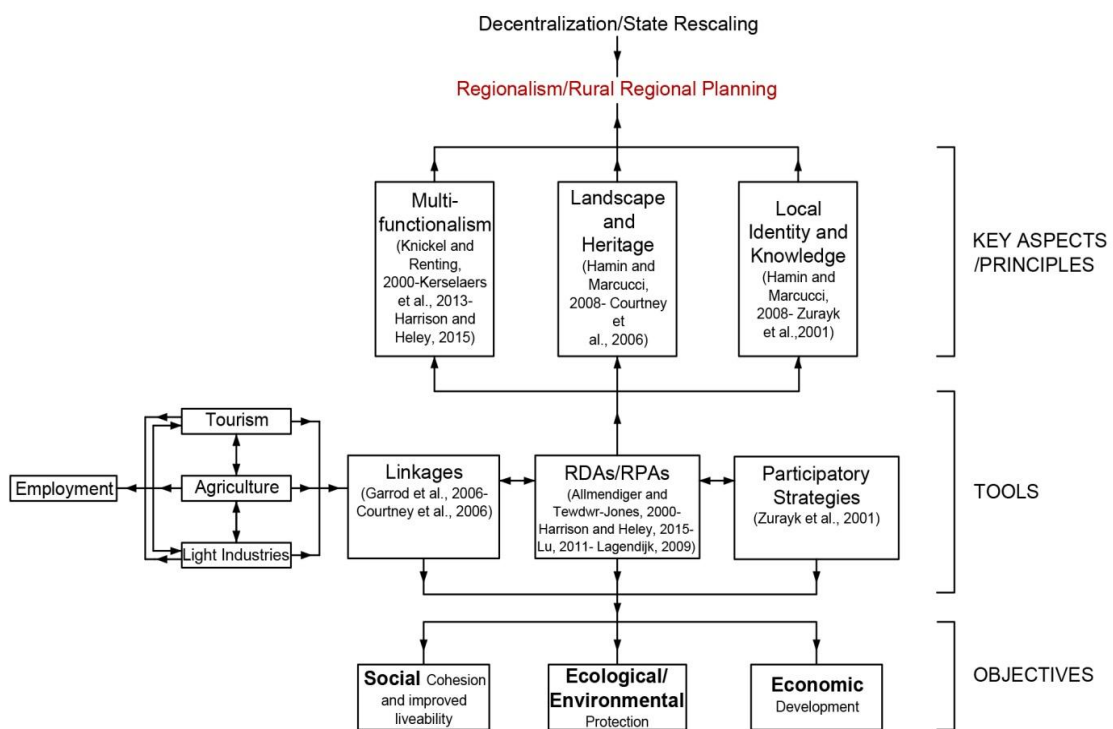 Decentralization/State Rescaling
Regionalism/Rural Regional Planning
Multi-
functionalism
(Knickel and
Renting,
2000-Kerselaers
et al., 2013-
Harrison and
Heley, 2015)
Landscape
and
Heritage
(Hamin and
Marcucci,
2008- Courtney
et
al., 2006)
Local
Identity and
Knowledge
(Hamin and
Marcucci,
2008- Zurayk
et al.,2001)
KEY ASPECTS
/PRINCIPLES
Tourism
Employment
Agriculture
Light Industries
Linkages
(Garrod et al., 2006-
Courtney et al., 2006)
RDAs/RPAs
(Allmendiger and
Tewdwr-Jones, 2000-
Harrison and Heley, 2015-
Lu, 2011- Lagendijk, 2009)
Participatory
Strategies
(Zurayk et al., 2001)
TOOLS
Social Cohesion
and improved
liveability
Ecological/
Environmental
Protection
Economic
Development
OBJECTIVES